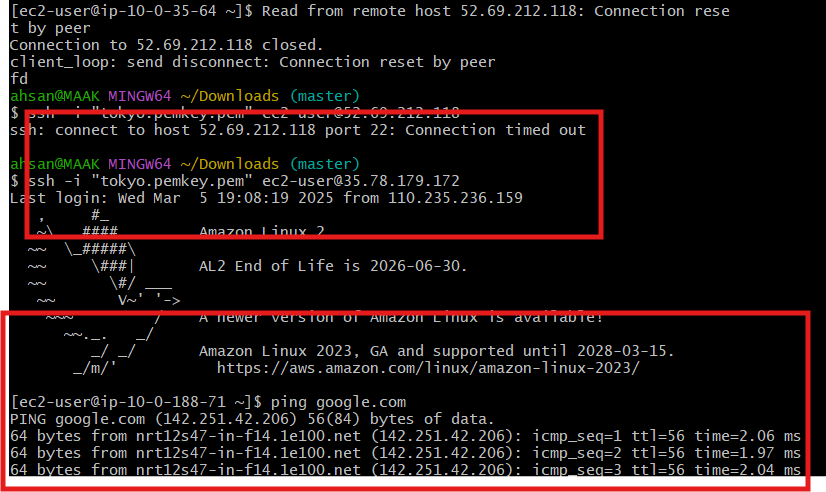 [ec2-user@ip-10-0-35-64 ~]$ Read from remote host 52.69.212.118: Connection rese
t by peer
Connection to 52.69.212.118 closed.
client_loop: send disconnect: Connection reset by peer
fd
ahsan@MAAK MINGW64 ~/Downloads (master)
$ ssh -i "tokyo.pemkey.pem" ec2-user@52.69.212.118
ssh: connect to host 52.69.212.118 port 22: Connection timed out
ahsan@MAAK MINGW64 ~/Downloads (master)
$ ssh -i "tokyo.pemkey.pem" ec2-user@35.78.179.172
Last login: Wed Mar  5 19:08:19 2025 from 110.235.236.159
   ,     #_
   ~\_  ####_        Amazon Linux 2
  ~~  \_#####\
  ~~     \###|       AL2 End of Life is 2026-06-30.
  ~~       \#/ ___
   ~~       V~' '->
    ~~~         /    A newer version of Amazon Linux is available!
      ~~._.   _/
         _/ _/       Amazon Linux 2023, GA and supported until 2028-03-15.
       _/m/'           https://aws.amazon.com/linux/amazon-linux-2023/
[ec2-user@ip-10-0-188-71 ~]$ ping google.com
PING google.com (142.251.42.206) 56(84) bytes of data.
64 bytes from nrt12s47-in-f14.1e100.net (142.251.42.206): icmp_seq=1 ttl=56 time=2.06 ms
64 bytes from nrt12s47-in-f14.1e100.net (142.251.42.206): icmp_seq=2 ttl=56 time=1.97 ms
64 bytes from nrt12s47-in-f14.1e100.net (142.251.42.206): icmp_seq=3 ttl=56 time=2.04 ms